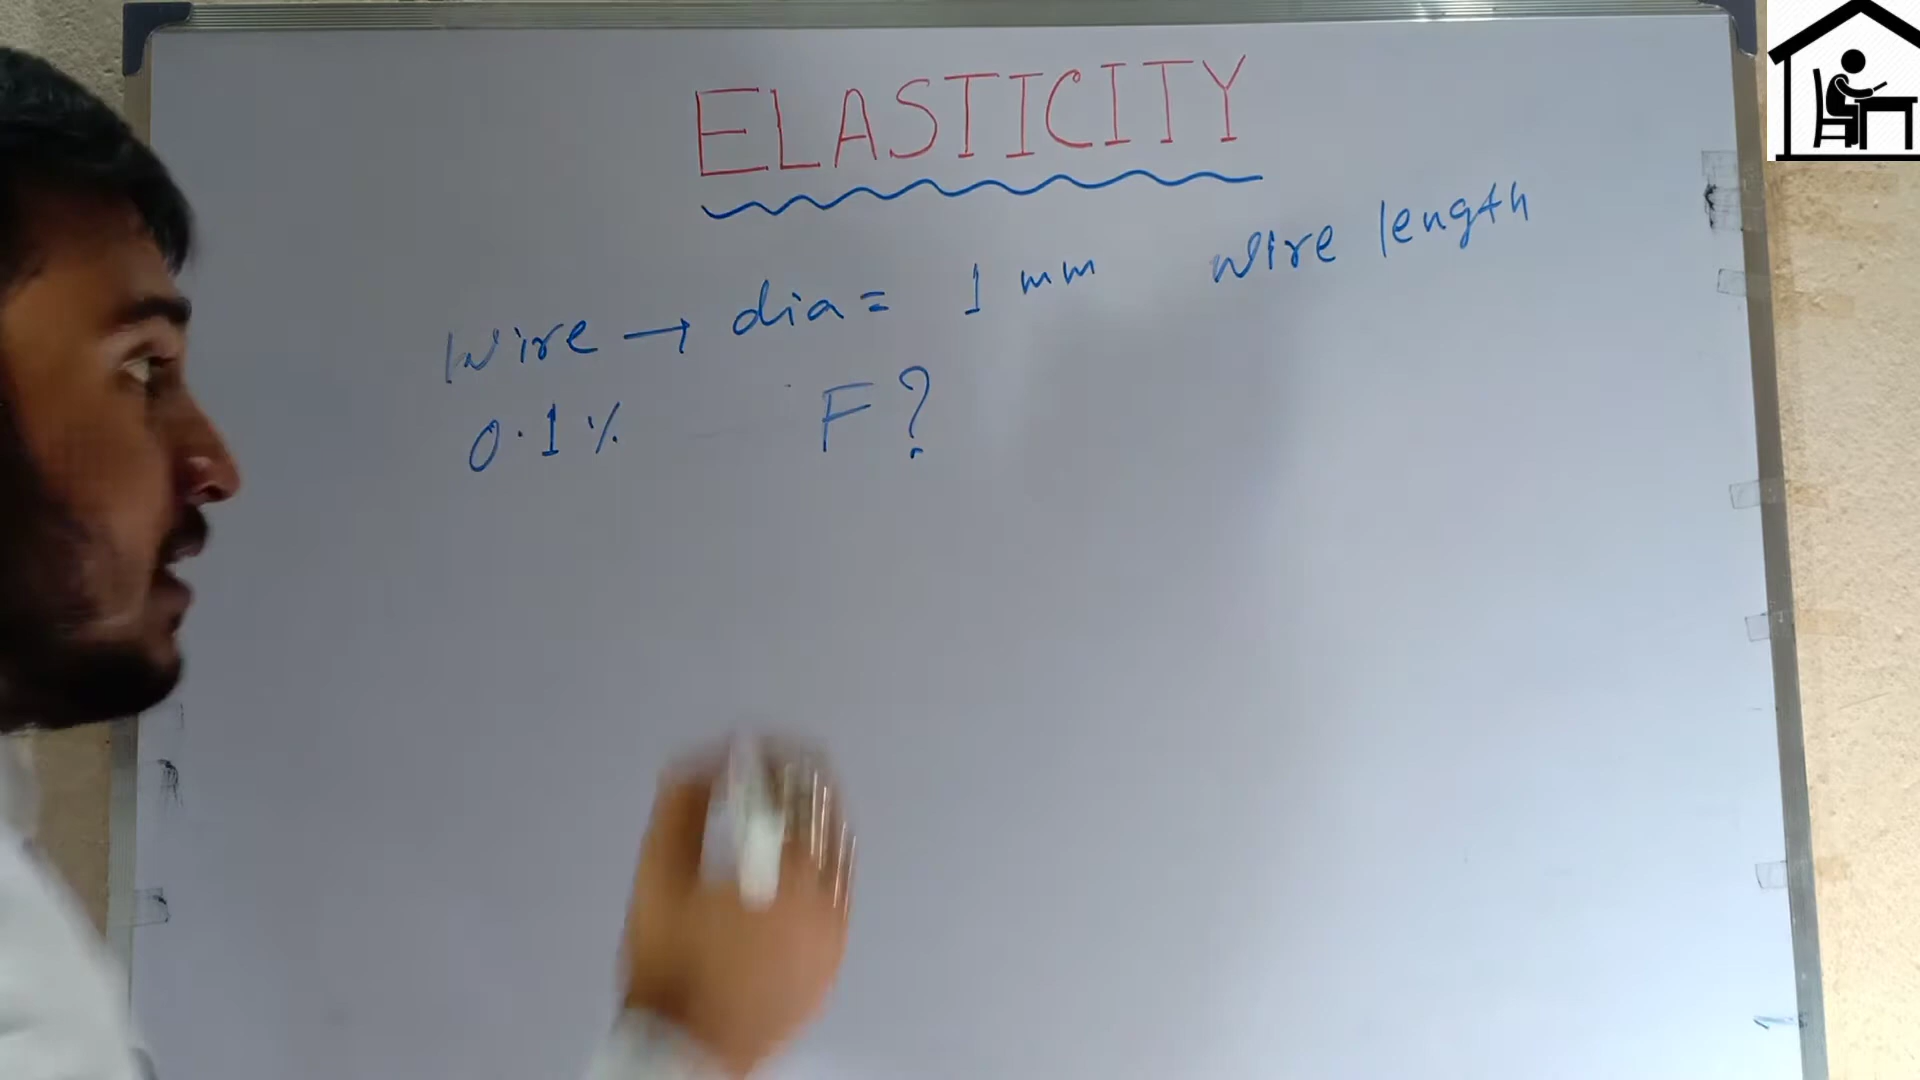 ELASTICITY
Wire → dia = 1 mm wire length
0.1% F?